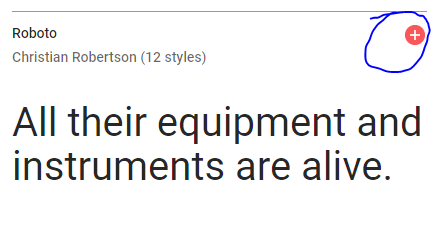 Roboto
Christian Robertson (12 styles)
All their equipment and
instruments are alive.